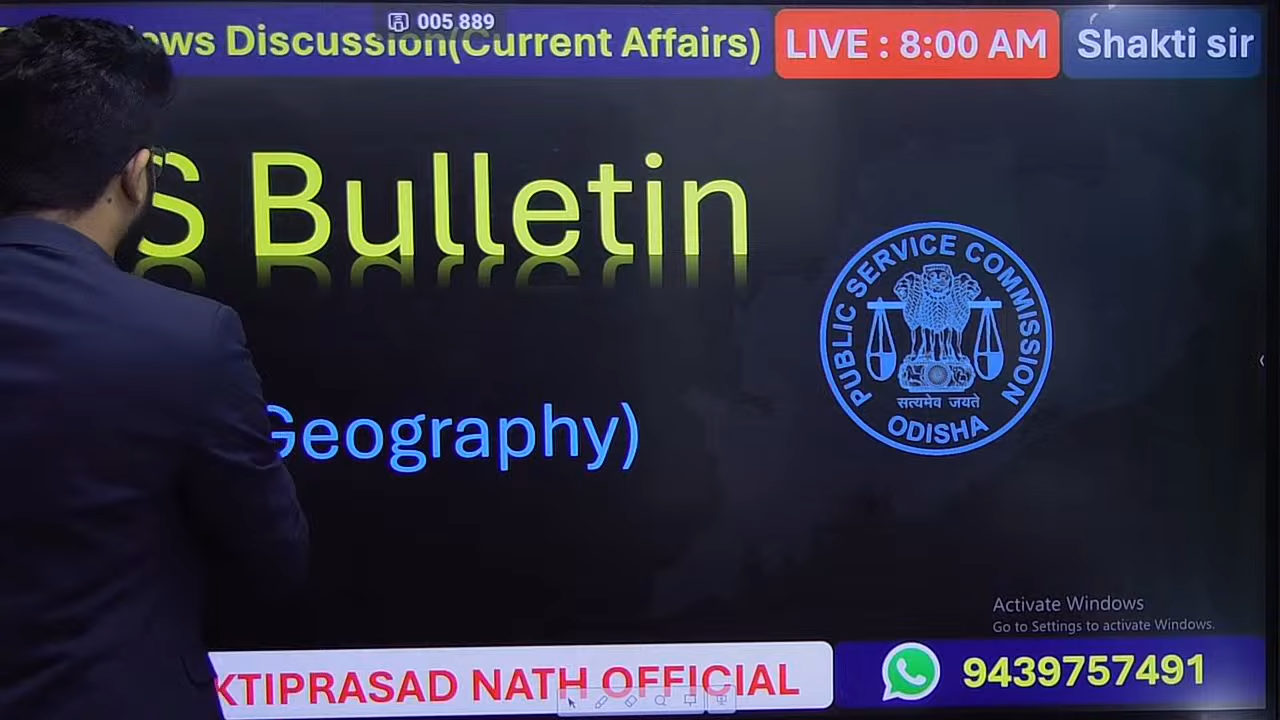 005 889
ws Discussion(Current Affairs)
LIVE : 8:00 AM
Shakti sir
S Bulletin
Geography)
PUBLIC SERVICE COMMISSION
सत्यमेव जयते
ODISHA
Activate Windows
Go to Settings to activate Windows.
KTIPRASAD NATH OFFICIAL
9439757491